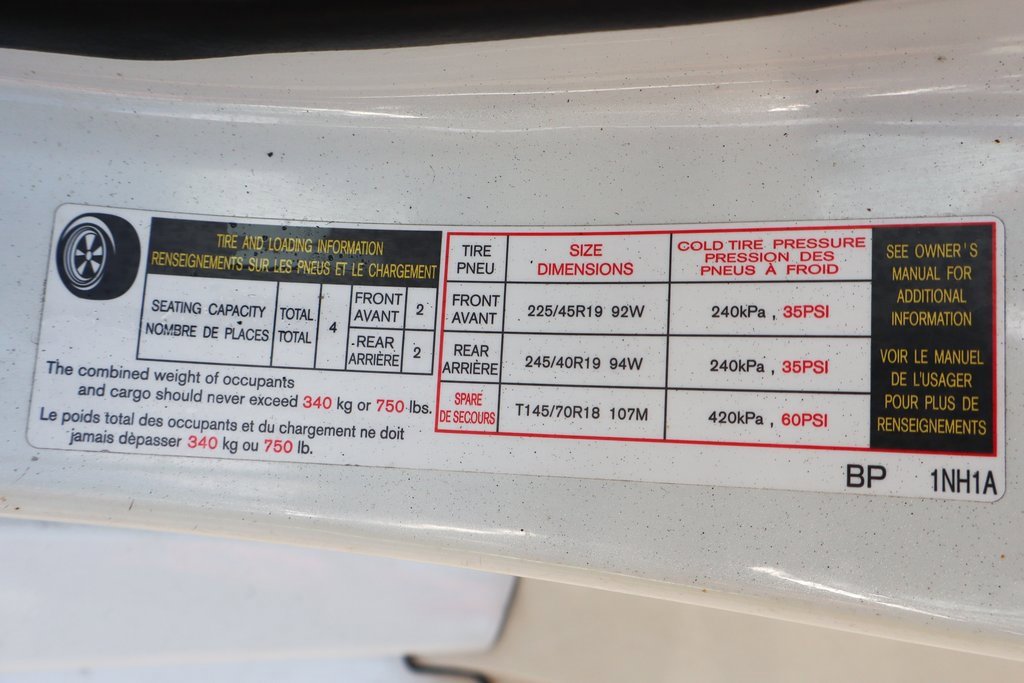 TIRE AND LOADING INFORMATION
RENSEIGNEMENTS SUR LES PNEUS ET LE CHARGEMENT
SEATING CAPACITY
NOMBRE DE PLACES
TOTAL
TOTAL
4
FRONT
AVANT
2
REAR
ARRIÈRE
2
The combined weight of occupants
and cargo should never exceed 340 kg or 750 lbs.
Le poids total des occupants et du chargement ne doit
jamais dèpasser 340 kg ou 750 lb.
TIRE
PNEU
SIZE
DIMENSIONS
COLD TIRE PRESSURE
PRESSION DES
PNEUS À FROID
FRONT
AVANT
225/45R19 92W
240kPa , 35PSI
REAR
ARRIÈRE
245/40R19 94W
240kPa , 35PSI
SPARE
DE SECOURS
T145/70R18 107M
420kPa , 60PSI
SEE OWNER'S
MANUAL FOR
ADDITIONAL
INFORMATION
VOIR LE MANUEL
DE L'USAGER
POUR PLUS DE
RENSEIGNEMENTS
BP 1NH1A